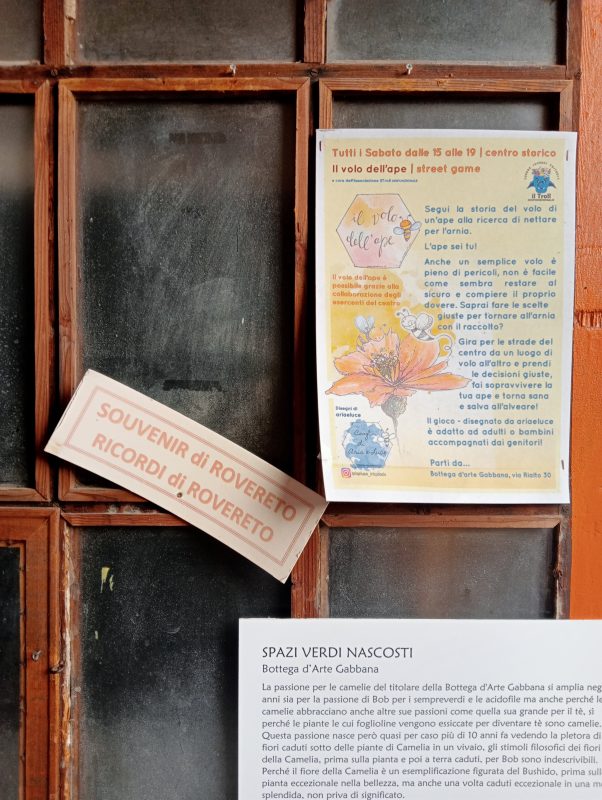 Tutti i Sabato dalle 15 alle 19 | centro storico
Il volo dell'ape | street game
il Troll
il volo
dell'ape
Segui la storia del volo di
un'ape alla ricerca di nettare
per l'arnia.
L'ape sei tu!
Anche un semplice volo è
pieno di pericoli, non è facile
come sembra restare al
sicuro e compiere il proprio
dovere. Saprai fare le scelte
giuste per tornare all'arnia
con il raccolto?
Il volo dell'ape è
possibile grazie alla
collaborazione degli
esercenti del centro
Gira per le strade del
centro da un luogo di
volo all'altro e prendi
le decisioni giuste,
fai sopravvivere la
tua ape e torna sana
e salva all'alveare!
Disegni di
ariaeluce
Il gioco - disegnato da ariaeluce
è adatto ad adulti o bambini
accompagnati dai genitori!
Parti da...
Bottega d'arte Gabbana, via Rialto 30
SOUVENIR di ROVERETO
RICORDI di ROVERETO
SPAZI VERDI NASCOSTI
Bottega d'Arte Gabbana
La passione per le camelie del titolare della Bottega d'Arte Gabbana si amplia neg
anni sia per la passione di Bob per i sempreverdi e le acidofile ma anche perché le
camelie abbracciano anche altre sue passioni come quella sua grande per il tè, sì
perché le piante le cui foglioline vengono essiccate per diventare tè sono camelie.
Questa passione nasce però quasi per caso più di 10 anni fa vedendo la pletora di
fiori caduti sotto delle piante di Camelia in un vivaio, gli stimoli filosofici dei fiori
della Camelia, prima sulla pianta e poi a terra caduti, per Bob sono indescrivibili.
Perché il fiore della Camelia è un esemplificazione figurata del Bushido, prima sull
pianta eccezionale nella bellezza, ma anche una volta caduti eccezionale in una mo
splendida, non priva di significato.